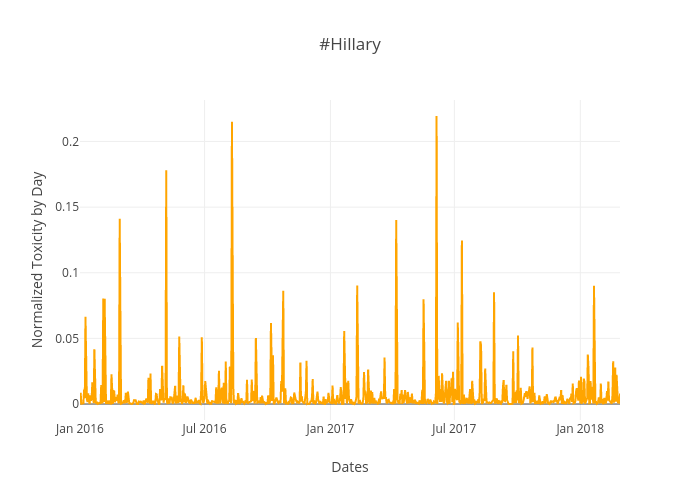 #Hillary
Normalized Toxicity by Day
0.2
0.15
0.1
0.05
0
Jan 2016
Jul 2016
Jan 2017
Jul 2017
Jan 2018
Dates